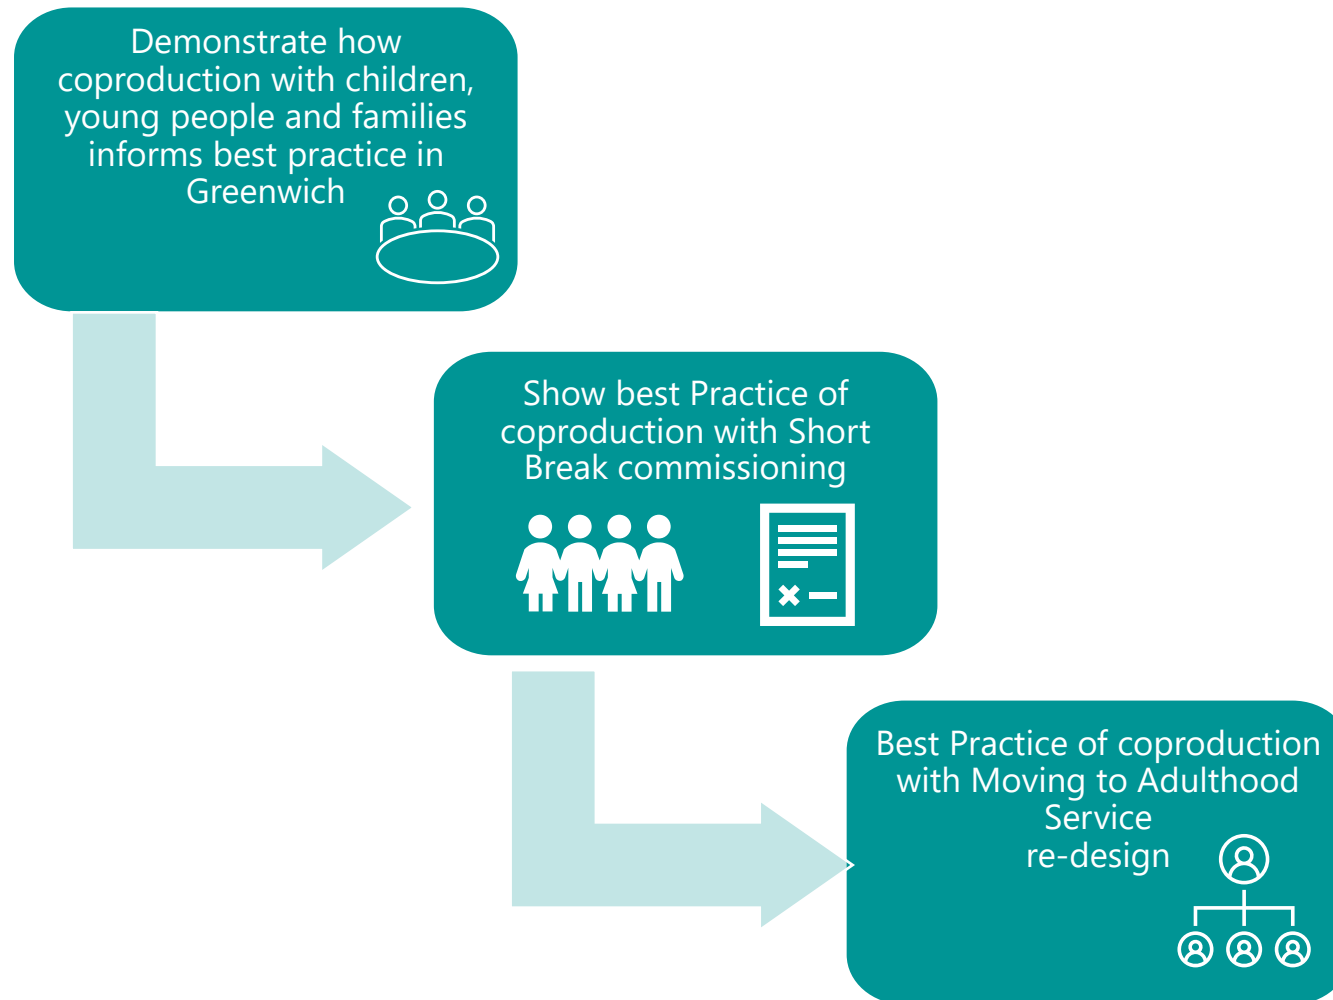 Demonstrate how
coproduction with children,
young people and families
informs best practice in
Greenwich
Show best Practice of
coproduction with Short
Break commissioning
Best Practice of coproduction
with Moving to Adulthood
Service
re-design